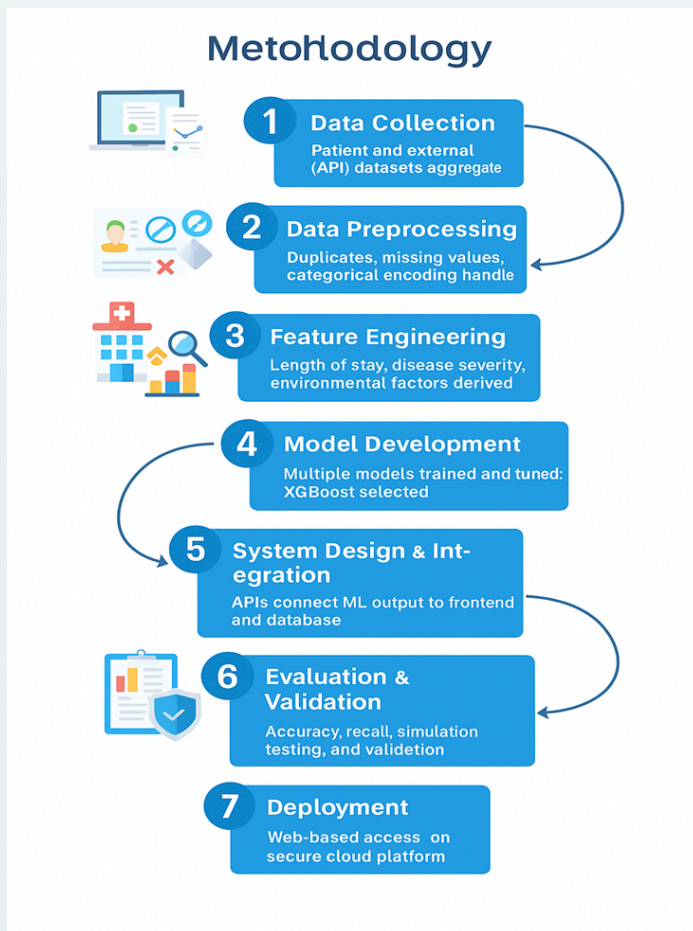 Metohlodology
1
Data Collection
Patient and external
(API) datasets aggregate
2
Data Preprocessing
Duplicates, missing values,
categorical encoding handle
3
Feature Engineering
Length of stay, disease severity,
environmental factors derived
4
Model Development
Multiple models trained and tuned:
XGBoost selected
5
System Design & Int-
egration
APIs connect ML output to frontend
and database
6
Evaluation &
Validation
Accuracy, recall, simulation
testing, and validetion
7
Deployment
Web-based access on
secure cloud platform